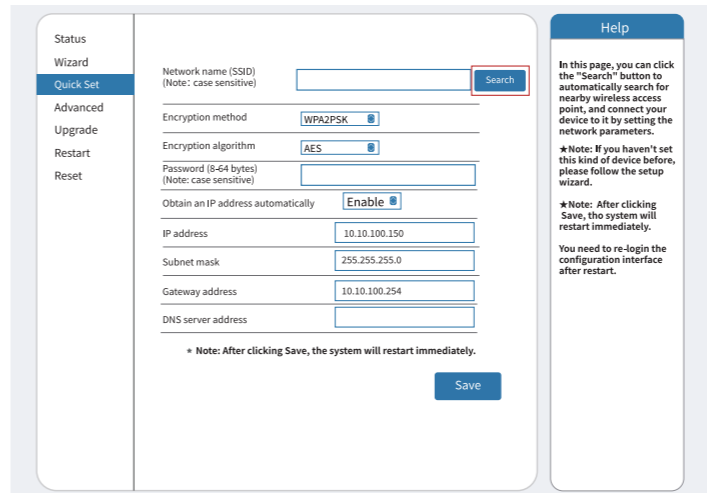 Status
Wizard
Quick Set
Advanced
Upgrade
Restart
Reset
Network name (SSID)
(Note: case sensitive)
Search
Encryption method
WPA2PSK
Encryption algorithm
AES
Password (8-64 bytes)
(Note: case sensitive)
Obtain an IP address automatically
Enable
IP address
10.10.100.150
Subnet mask
255.255.255.0
Gateway address
10.10.100.254
DNS server address
* Note: After clicking Save, the system will restart immediately.
Save
Help
In this page, you can click
the "Search" button to
automatically search for
nearby wireless access
point, and connect your
device to it by setting the
network parameters.
★Note: If you haven't set
this kind of device before,
please follow the setup
wizard.
★Note: After clicking
Save, tho system will
restart immediately.
You need to re-login the
configuration interface
after restart.